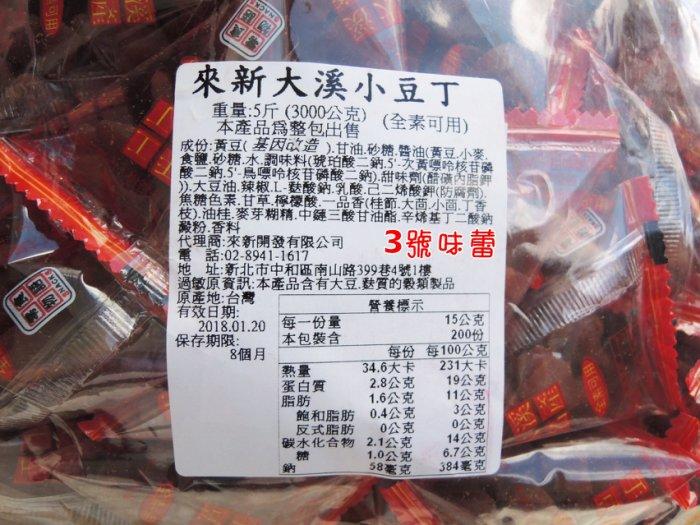 來新大溪小豆丁
重量:5斤 (3000公克)
本產品爲整包出售 (全素可用)
成份:黃豆(基因改造).甘油.砂糖.醬油(黃豆.小麥.
食鹽.砂糖.水.調味料(琥珀酸二鈉.5'-次黃嘌呤核苷磷
酸二鈉.5'-鳥嘌呤核苷磷酸二鈉).甜味劑(醋磺內酯鉀
)).大豆油.辣椒.L-麩酸鈉.乳酸.己二烯酸鉀(防腐劑).
焦糖色素.甘草.檸檬酸.一品香(桂節.大茴.小茴.丁香
枝).油桂.麥芽糊精.中鏈三酸甘油酯.辛烯基丁二酸鈉
澱粉.香料
代理商:來新開發有限公司
3號味蕾
電 話:02-8941-1617
地 址:新北市中和區南山路399巷4號1樓
過敏原資訊:本產品含有大豆.麩質的穀類製品
原產地:台灣
有效日期:
2018.01.20
保存期限:
8個月
營養標示
每一份量 15公克
本包裝含 200份
每份 每100公克
熱量 34.6大卡 231大卡
蛋白質 2.8公克 19公克
脂肪 1.6公克 11公克
飽和脂肪 0.4公克 3公克
反式脂肪 0公克 0公克
碳水化合物 2.1公克 14公克
糖 1.0公克 6.7公克
鈉 58毫克 384毫克